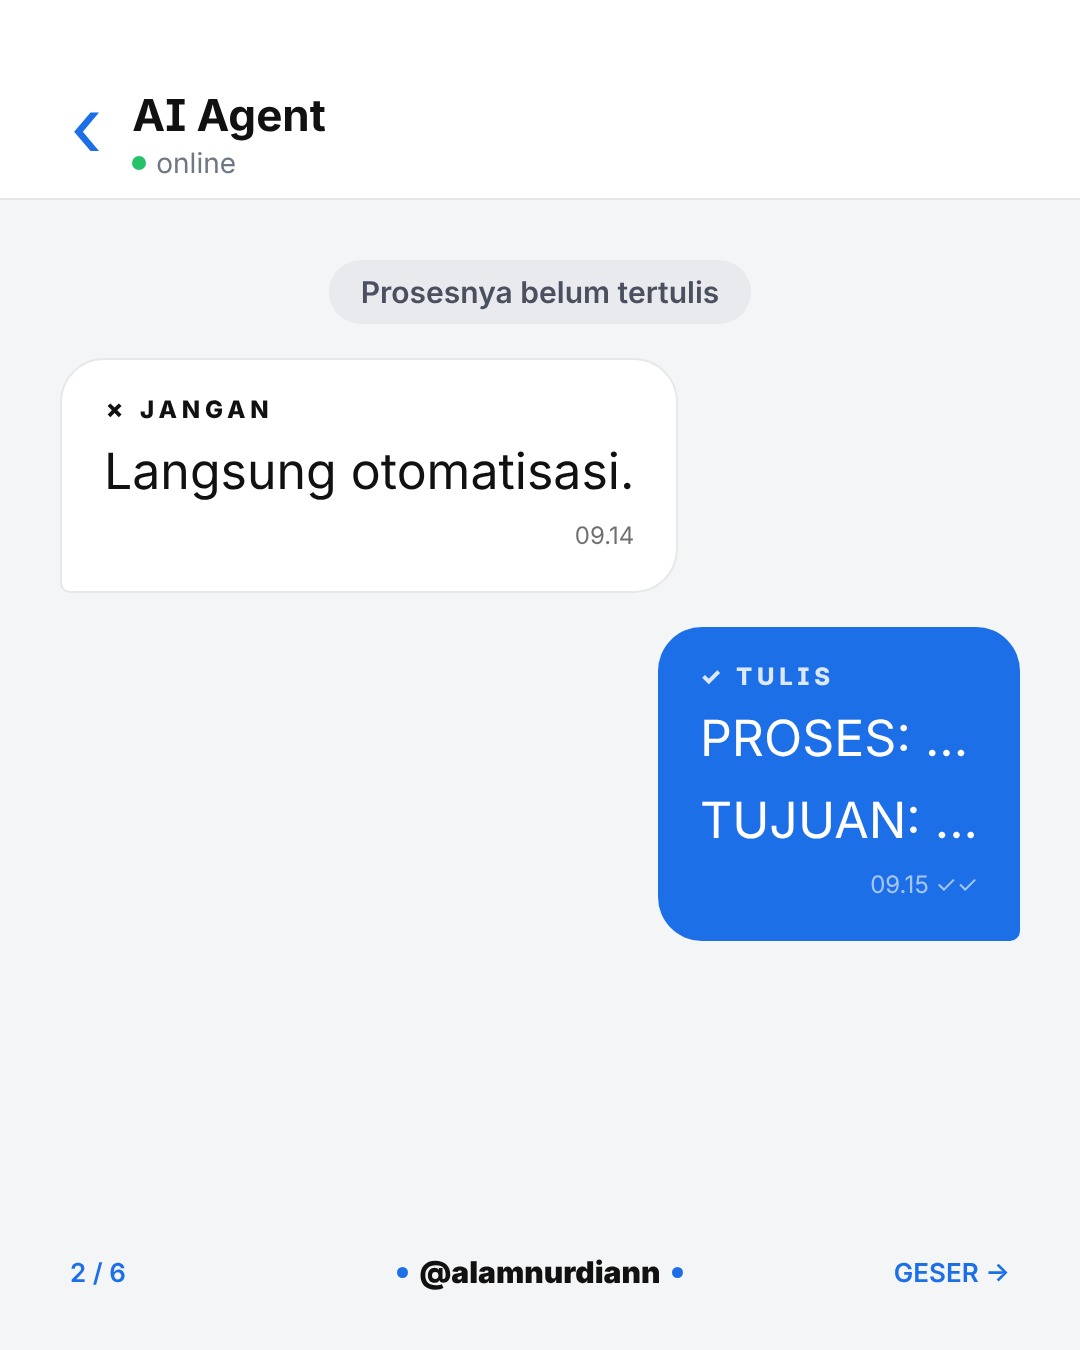 AI Agent
online
Prosesnya belum tertulis
× JANGAN
Langsung otomatisasi.
09.14
✓ TULIS
PROSES: ...
TUJUAN: ...
09.15 ✓✓
2 / 6
• @alamnurdiann •
GESER →